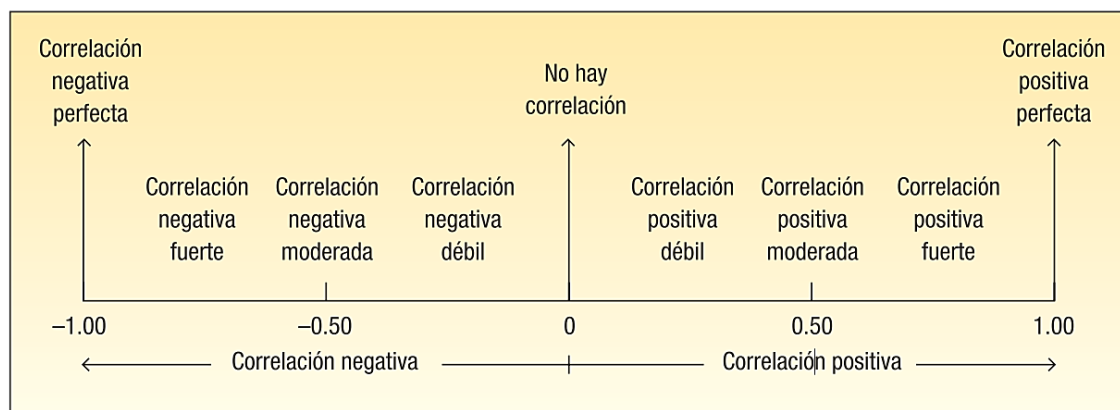 Correlación
negativa
perfecta
No hay
correlación
Correlación
positiva
perfecta
Correlación
negativa
fuerte
Correlación
negativa
moderada
Correlación
negativa
débil
Correlación
positiva
débil
Correlación
positiva
moderada
Correlación
positiva
fuerte
–1.00 –0.50 0 0.50 1.00
Correlación negativa Correlación positiva